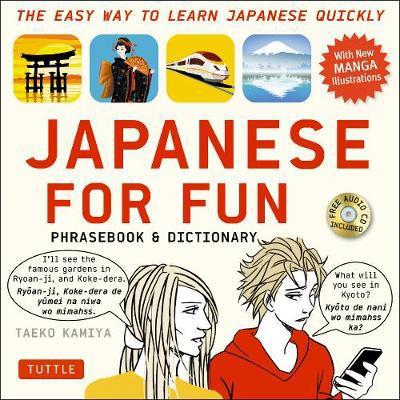 THE EASY WAY TO LEARN JAPANESE QUICKLY
With New
MANGA
Illustrations
JAPANESE
FOR FUN
PHRASEBOOK & DICTIONARY
FREE AUDIO CD
INCLUDED
I'll see the
famous gardens in
Ryoan-ji, and Koke-dera.
Ryōan-ji, Koke-dera de
yūmei na niwa
wo mimahss.
What will
you see in
Kyoto?
Kyōto de nani
wo mimahss
ka?
TAEKO KAMIYA
TUTTLE